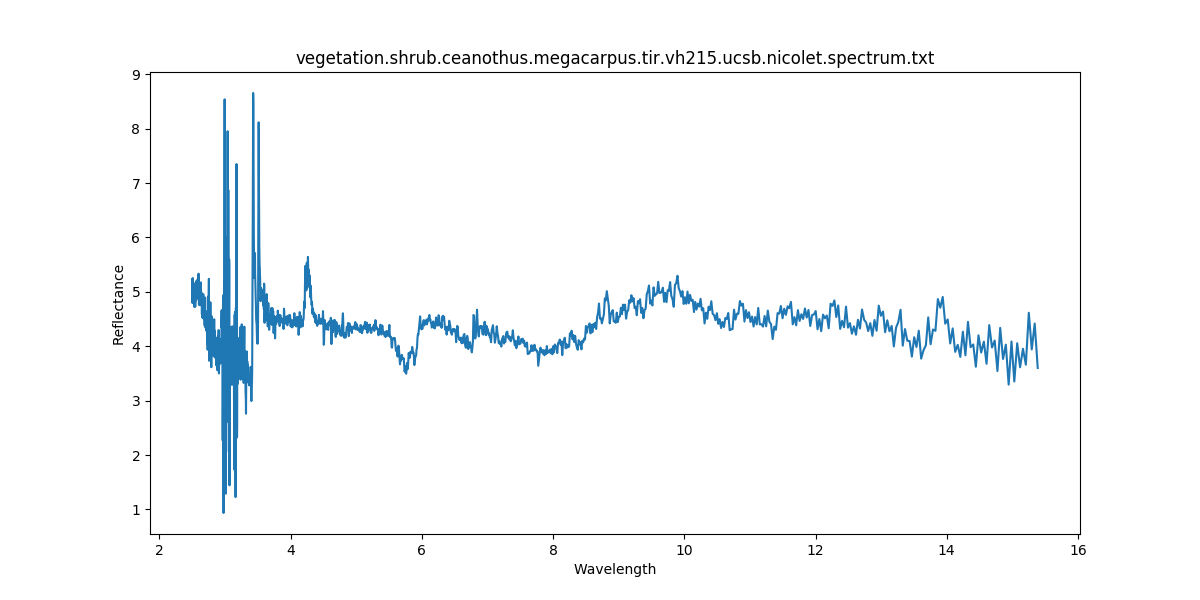 vegetation.shrub.ceanothus.megacarpus.tir.vh215.ucsb.nicolet.spectrum.txt
9
8
7
6
5
4
3
2
1
Reflectance
2 4 6 8 10 12 14 16
Wavelength